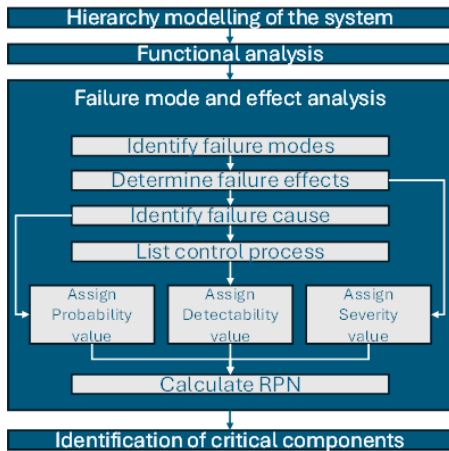 Hierarchy modelling of the system
Functional analysis
Failure mode and effect analysis
Identify failure modes
Determine failure effects
Identify failure cause
List control process
Assign
Probability
value
Assign
Detectability
value
Assign
Severity
value
Calculate RPN
Identification of critical components